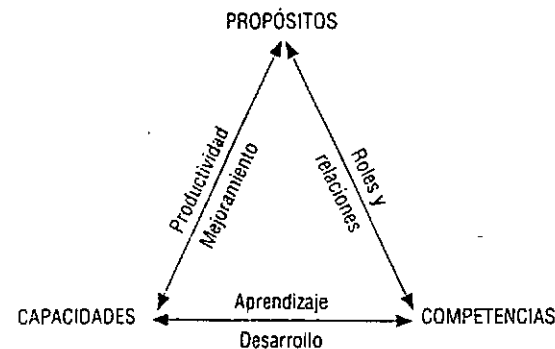 PROPÓSITOS
Productividad
Mejoramiento
Roles y
relaciones
CAPACIDADES
Aprendizaje
Desarrollo
COMPETENCIAS